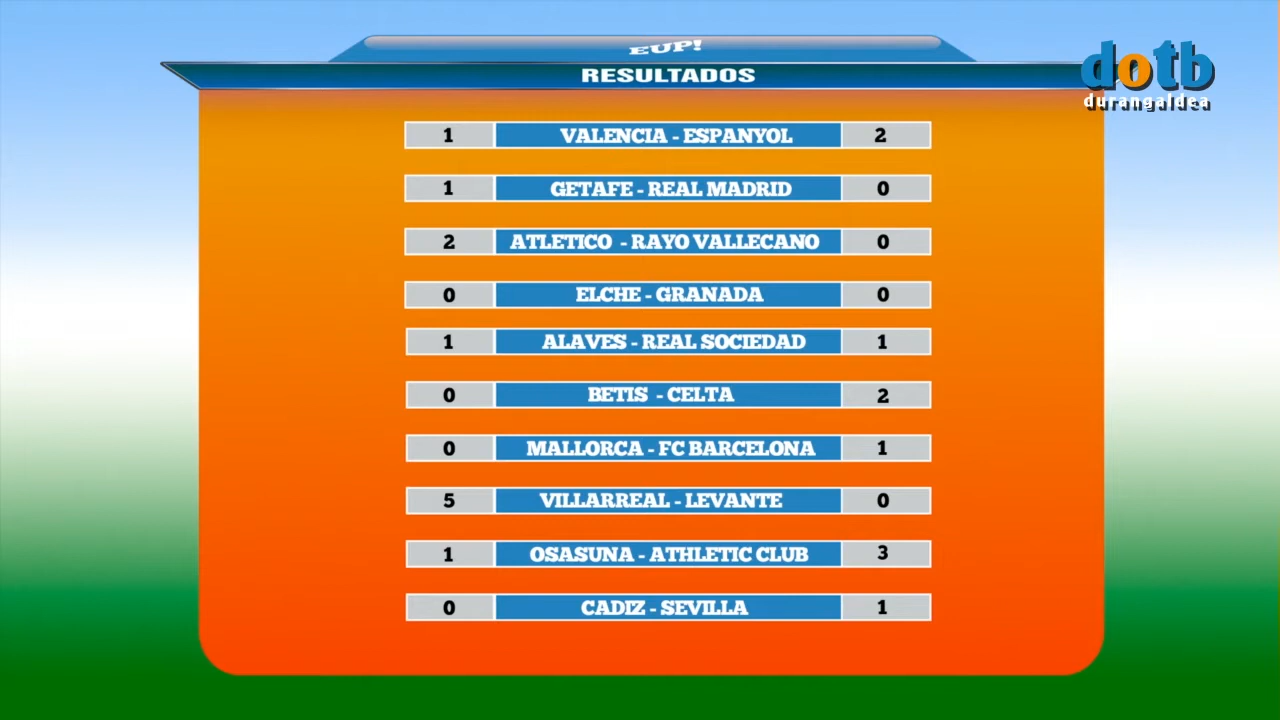 EUP!
RESULTADOS
dotb
durangaldea
1 VALENCIA - ESPANYOL 2
1 GETAFE - REAL MADRID 0
2 ATLETICO - RAYO VALLECANO 0
0 ELCHE - GRANADA 0
1 ALAVES - REAL SOCIEDAD 1
0 BETIS - CELTA 2
0 MALLORCA - FC BARCELONA 1
5 VILLARREAL - LEVANTE 0
1 OSASUNA - ATHLETIC CLUB 3
0 CADIZ - SEVILLA 1